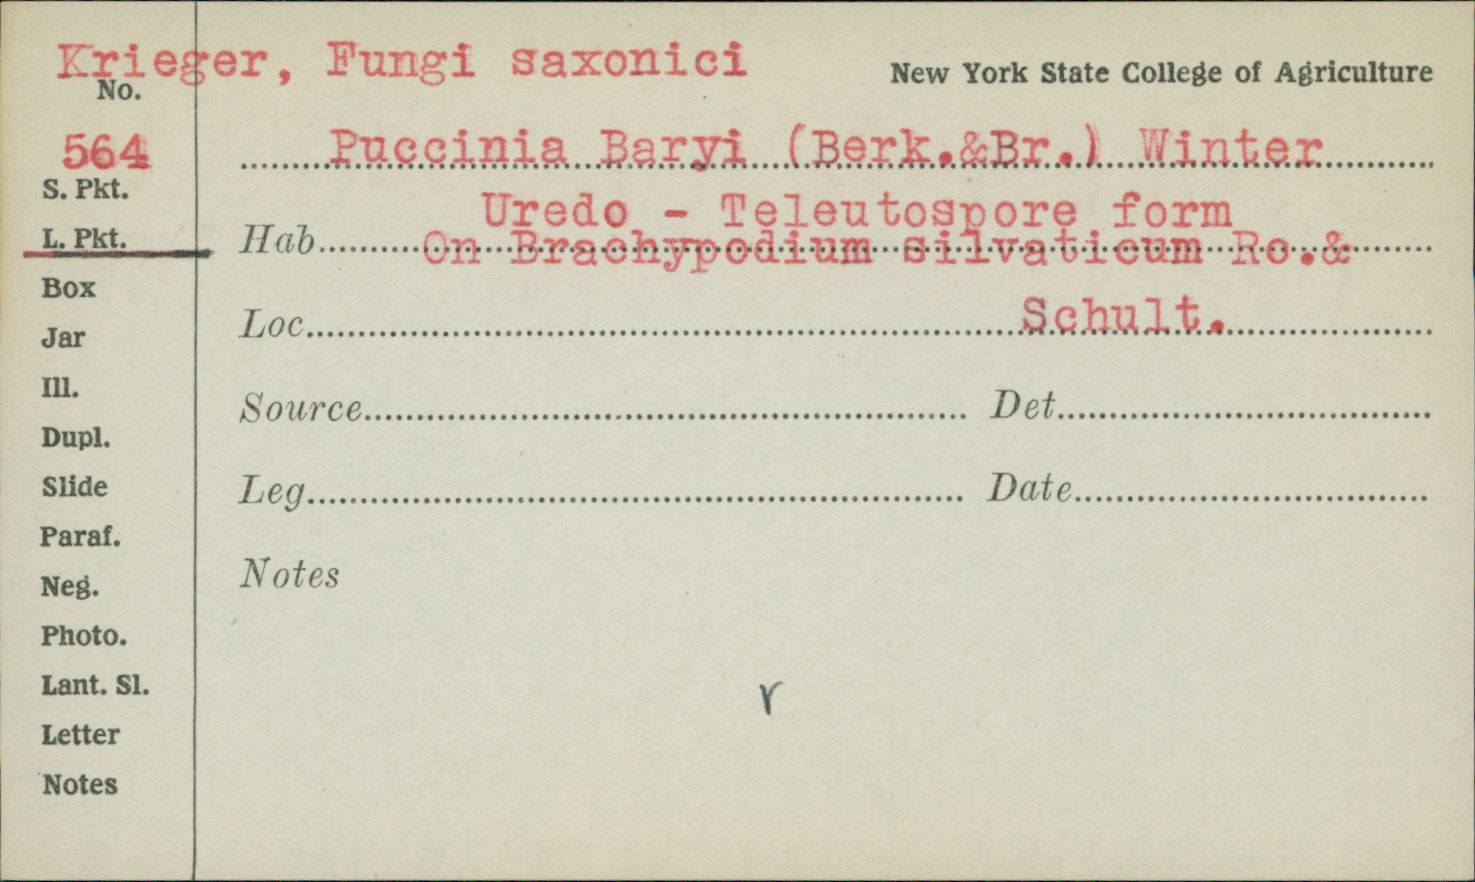 Krieger, Fungi saxonici
New York State College of Agriculture
No.
564
Puccinia Baryi (Berk.&Br.) Winter
S. Pkt.
Uredo - Teleutospore form
L. Pkt.
Hab. On Brachypodium silvaticum Ro.&
Box
Loc. Schult.
Jar
Ill.
Source Det.
Dupl.
Slide
Leg. Date
Paraf.
Notes
Neg.
Photo.
Lant. Sl.
r
Letter
Notes